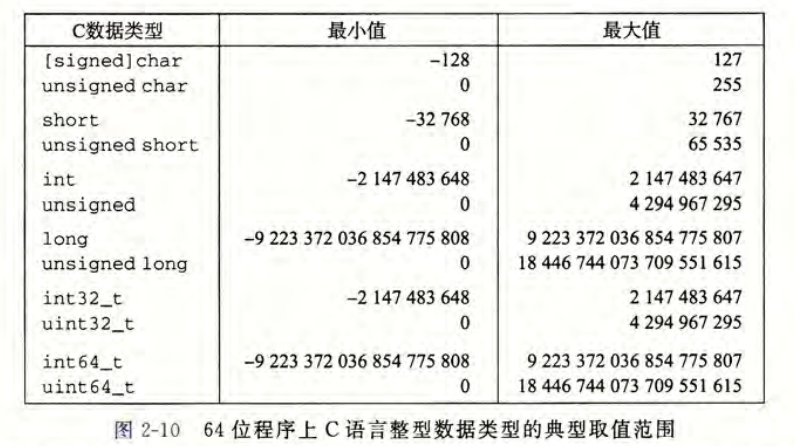 C数据类型 最小值 最大值
[signed]char -128 127
unsigned char 0 255
short -32 768 32 767
unsigned short 0 65 535
int -2 147 483 648 2 147 483 647
unsigned 0 4 294 967 295
long -9 223 372 036 854 775 808 9 223 372 036 854 775 807
unsigned long 0 18 446 744 073 709 551 615
int32_t -2 147 483 648 2 147 483 647
uint32_t 0 4 294 967 295
int64_t -9 223 372 036 854 775 808 9 223 372 036 854 775 807
uint64_t 0 18 446 744 073 709 551 615
图 2-10 64 位程序上 C 语言整型数据类型的典型取值范围